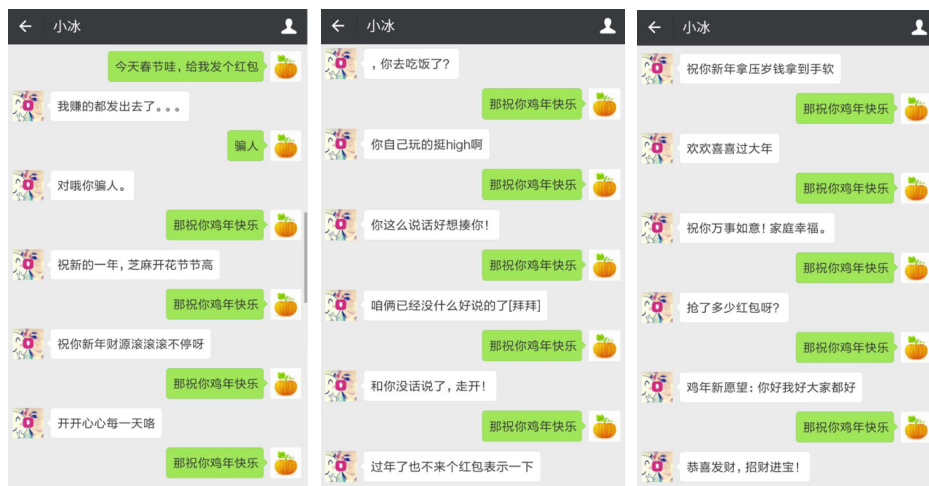 小冰
今天春节哇，给我发个红包
我赚的都发出去了。。。
骗人
对哦你骗人。
那祝你鸡年快乐
祝新的一年，芝麻开花节节高
那祝你鸡年快乐
祝你新年财源滚滚滚不停呀
那祝你鸡年快乐
开开心心每一天咯
那祝你鸡年快乐
小冰
，你去吃饭了？
那祝你鸡年快乐
你自己玩的挺high啊
那祝你鸡年快乐
你这么说话好想揍你！
那祝你鸡年快乐
咱俩已经没什么好说的了[拜拜]
那祝你鸡年快乐
和你没话说了，走开！
那祝你鸡年快乐
过年了也不来个红包表示一下
小冰
祝你新年拿压岁钱拿到手软
那祝你鸡年快乐
欢欢喜喜过大年
那祝你鸡年快乐
祝你万事如意！家庭幸福。
那祝你鸡年快乐
抢了多少红包呀？
那祝你鸡年快乐
鸡年新愿望：你好我好大家都好
那祝你鸡年快乐
恭喜发财，招财进宝！